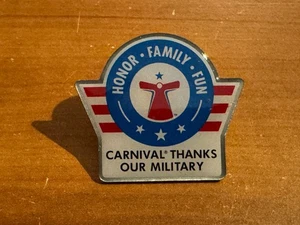 HONOR · FAMILY · FUN
CARNIVAL® THANKS
OUR MILITARY